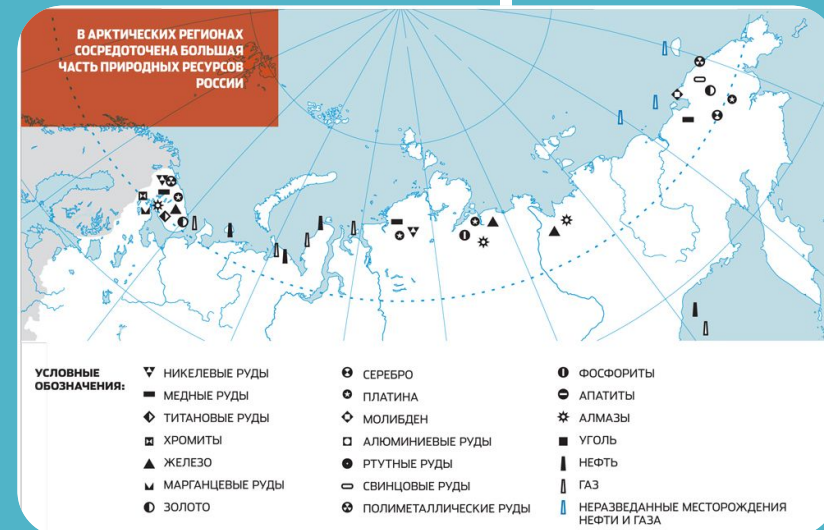 В АРКТИЧЕСКИХ РЕГИОНАХ
СОСРЕДОТОЧЕНА БОЛЬШАЯ
ЧАСТЬ ПРИРОДНЫХ РЕСУРСОВ
РОССИИ
УСЛОВНЫЕ
ОБОЗНАЧЕНИЯ:
НИКЕЛЕВЫЕ РУДЫ
МЕДНЫЕ РУДЫ
ТИТАНОВЫЕ РУДЫ
ХРОМИТЫ
ЖЕЛЕЗО
МАРГАНЦЕВЫЕ РУДЫ
ЗОЛОТО
СЕРЕБРО
ПЛАТИНА
МОЛИБДЕН
АЛЮМИНИЕВЫЕ РУДЫ
РТУТНЫЕ РУДЫ
СВИНЦОВЫЕ РУДЫ
ПОЛИМЕТАЛЛИЧЕСКИЕ РУДЫ
ФОСФОРИТЫ
АПАТИТЫ
АЛМАЗЫ
УГОЛЬ
НЕФТЬ
ГАЗ
НЕРАЗВЕДАННЫЕ МЕСТОРОЖДЕНИЯ
НЕФТИ И ГАЗА